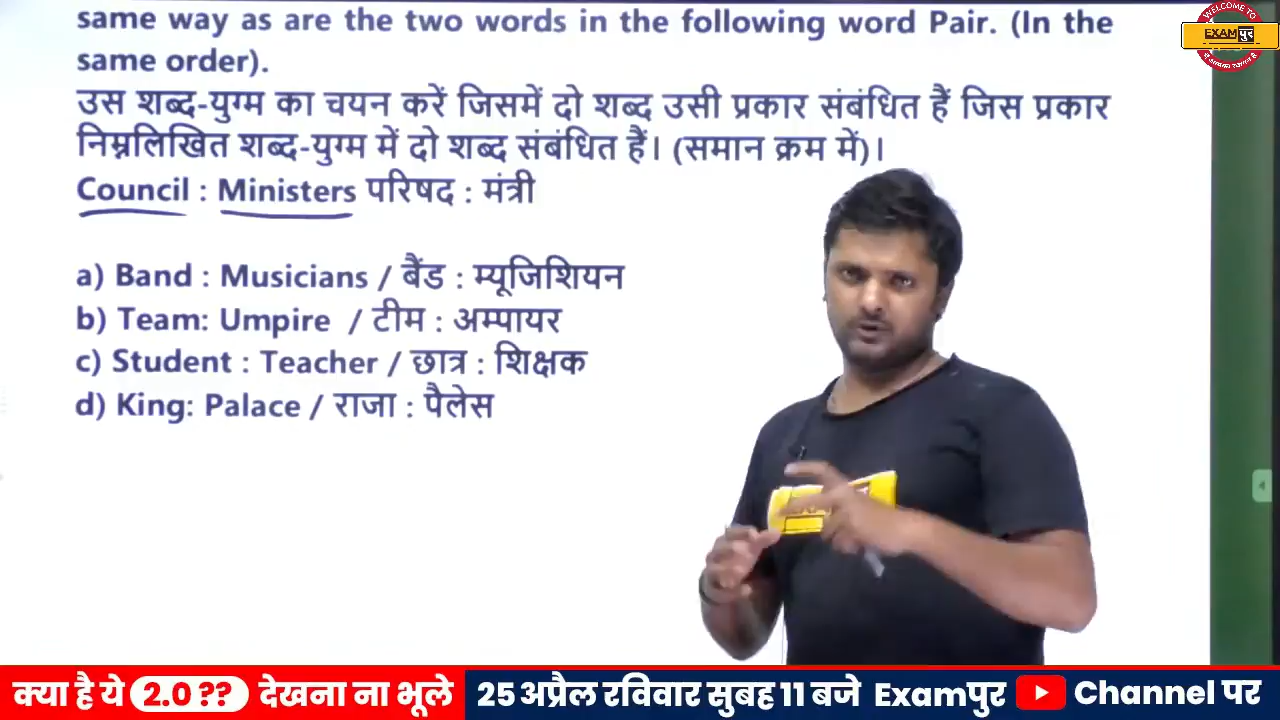 same way as are the two words in the following word Pair. (In the
same order).
उस शब्द-युग्म का चयन करें जिसमें दो शब्द उसी प्रकार संबंधित हैं जिस प्रकार
निम्नलिखित शब्द-युग्म में दो शब्द संबंधित हैं। (समान क्रम में)।
Council : Ministers परिषद : मंत्री
a) Band : Musicians / बैंड : म्यूजिशियन
b) Team: Umpire / टीम : अम्पायर
c) Student : Teacher / छात्र : शिक्षक
d) King: Palace / राजा : पैलेस
WELCOME TO
EXAMपुर
क्या है ये 2.0 ?? देखना ना भूले 25 अप्रैल रविवार सुबह 11 बजे Examपुर Channel पर